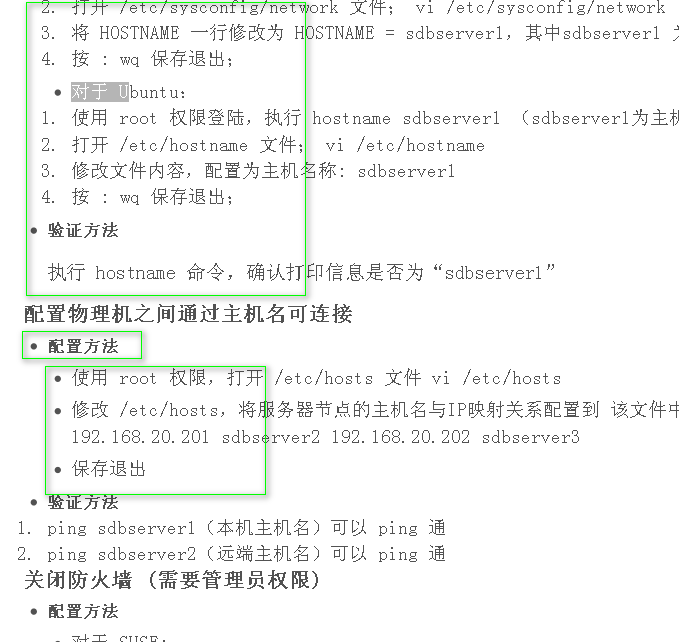 2. 打开 /etc/sysconfig/network 文件; vi /etc/sysconfig/network
3. 将 HOSTNAME 一行修改为 HOSTNAME = sdbserver1, 其中sdbserver1
4. 按 : wq 保存退出;
• 对于 Ubuntu:
1. 使用 root 权限登陆, 执行 hostname sdbserver1 (sdbserver1为主机
2. 打开 /etc/hostname 文件; vi /etc/hostname
3. 修改文件内容, 配置为主机名称: sdbserver1
4. 按 : wq 保存退出;
• 验证方法
执行 hostname 命令, 确认打印信息是否为“sdbserver1”
配置物理机之间通过主机名可连接
• 配置方法
• 使用 root 权限, 打开 /etc/hosts 文件 vi /etc/hosts
• 修改 /etc/hosts, 将服务器节点的主机名与IP映射关系配置到 该文件中
192.168.20.201 sdbserver2 192.168.20.202 sdbserver3
• 保存退出
• 验证方法
1. ping sdbserver1 (本机主机名) 可以 ping 通
2. ping sdbserver2 (远端主机名) 可以 ping 通
关闭防火墙 (需要管理员权限)
• 配置方法
• 对于 SUSE: